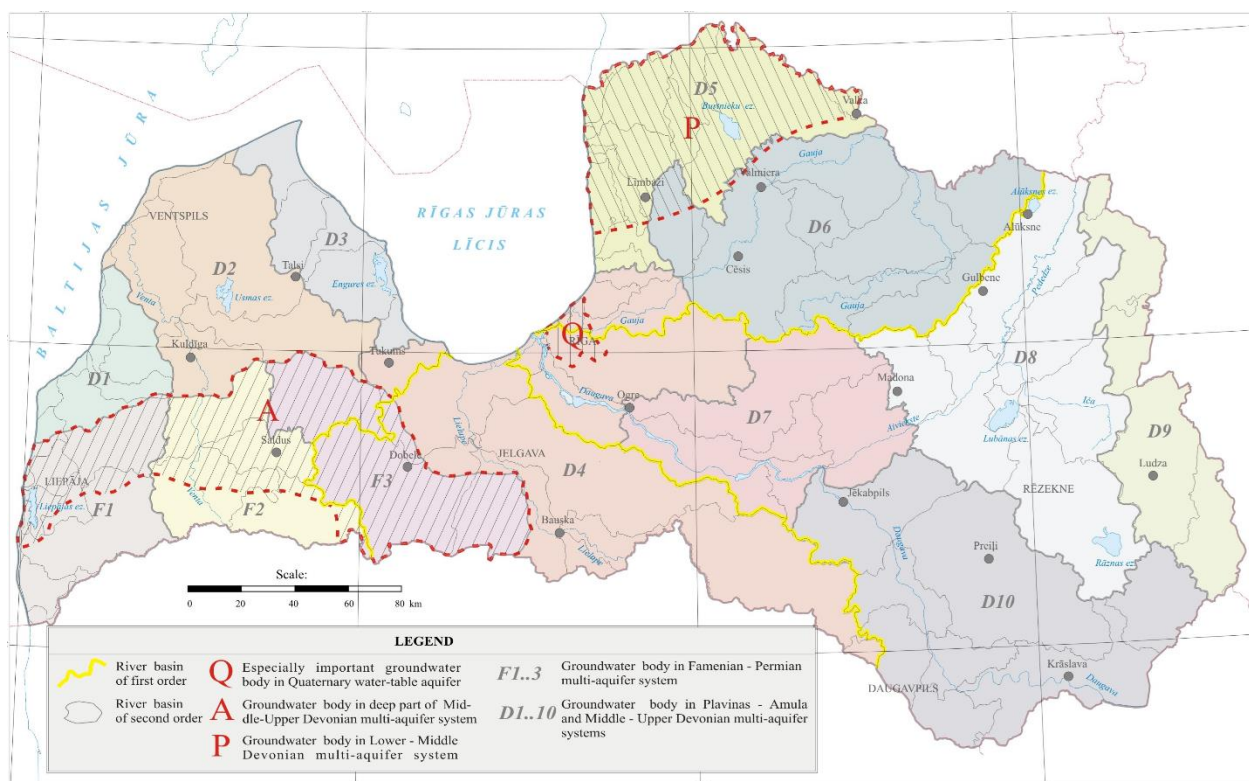 BALTIJAS JŪRA
RĪGAS JŪRAS
LĪCIS
D5
Burtnieku ez.
Valka
P
Gauja
Limbaži
Valmiera
Alūksnes ez.
Alūksne
VENTSPILS
D3
D6
Talsi
Cēsis
D2
Engures ez.
Usmas ez.
Gulbene
Pededze
Venta
Gauja
Gauja
Q
RĪGA
Kuldīga
Tukums
D8
D1
Madona
Daugava
Ogre
Iča
A
D7
Aiviekste
Lubānas ez.
Lielupe
Saldus
D9
Dobele
JELGAVA
D4
Ludza
LIEPĀJA
F3
RĒZEKNE
Liepājas ez.
F1
Venta
F2
Jēkabpils
Bauska
Daugava
Preiļi
Lielupe
Rāznas ez.
Scale:
0 20 40 60 80 km
D10
Krāslava
DAUGAVPILS
Daugava
LEGEND
River basin
of first order
River basin
of second order
Q Especially important groundwater
body in Quaternary water-table aquifer
A Groundwater body in deep part of Mid-
dle-Upper Devonian multi-aquifer system
P Groundwater body in Lower - Middle
Devonian multi-aquifer system
F1..3 Groundwater body in Famenian - Permian
multi-aquifer system
D1..10 Groundwater body in Plavinas - Amula
and Middle - Upper Devonian multi-aquifer
systems